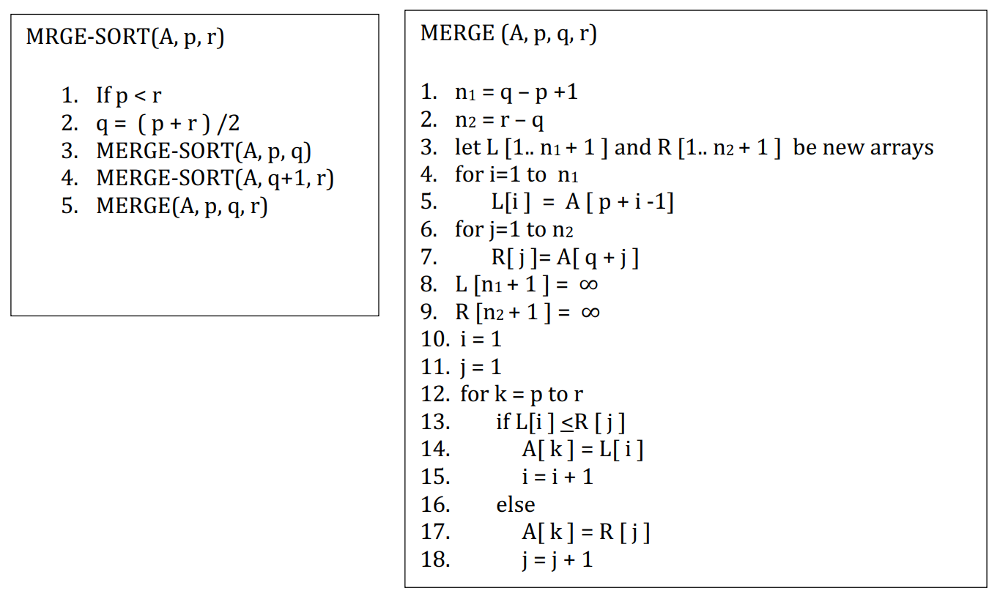 MRGE-SORT(A, p, r)
1. If p < r
2. q = ( p + r ) /2
3. MERGE-SORT(A, p, q)
4. MERGE-SORT(A, q+1, r)
5. MERGE(A, p, q, r)
MERGE (A, p, q, r)
1. n1 = q – p +1
2. n2 = r – q
3. let L [1.. n1 + 1 ] and R [1.. n2 + 1 ] be new arrays
4. for i=1 to n1
5. L[i ] = A [ p + i -1]
6. for j=1 to n2
7. R[ j ]= A[ q + j ]
8. L [n1 + 1 ] = ∞
9. R [n2 + 1 ] = ∞
10. i = 1
11. j = 1
12. for k = p to r
13. if L[i ] ≤R [ j ]
14. A[ k ] = L[ i ]
15. i = i + 1
16. else
17. A[ k ] = R [ j ]
18. j = j + 1